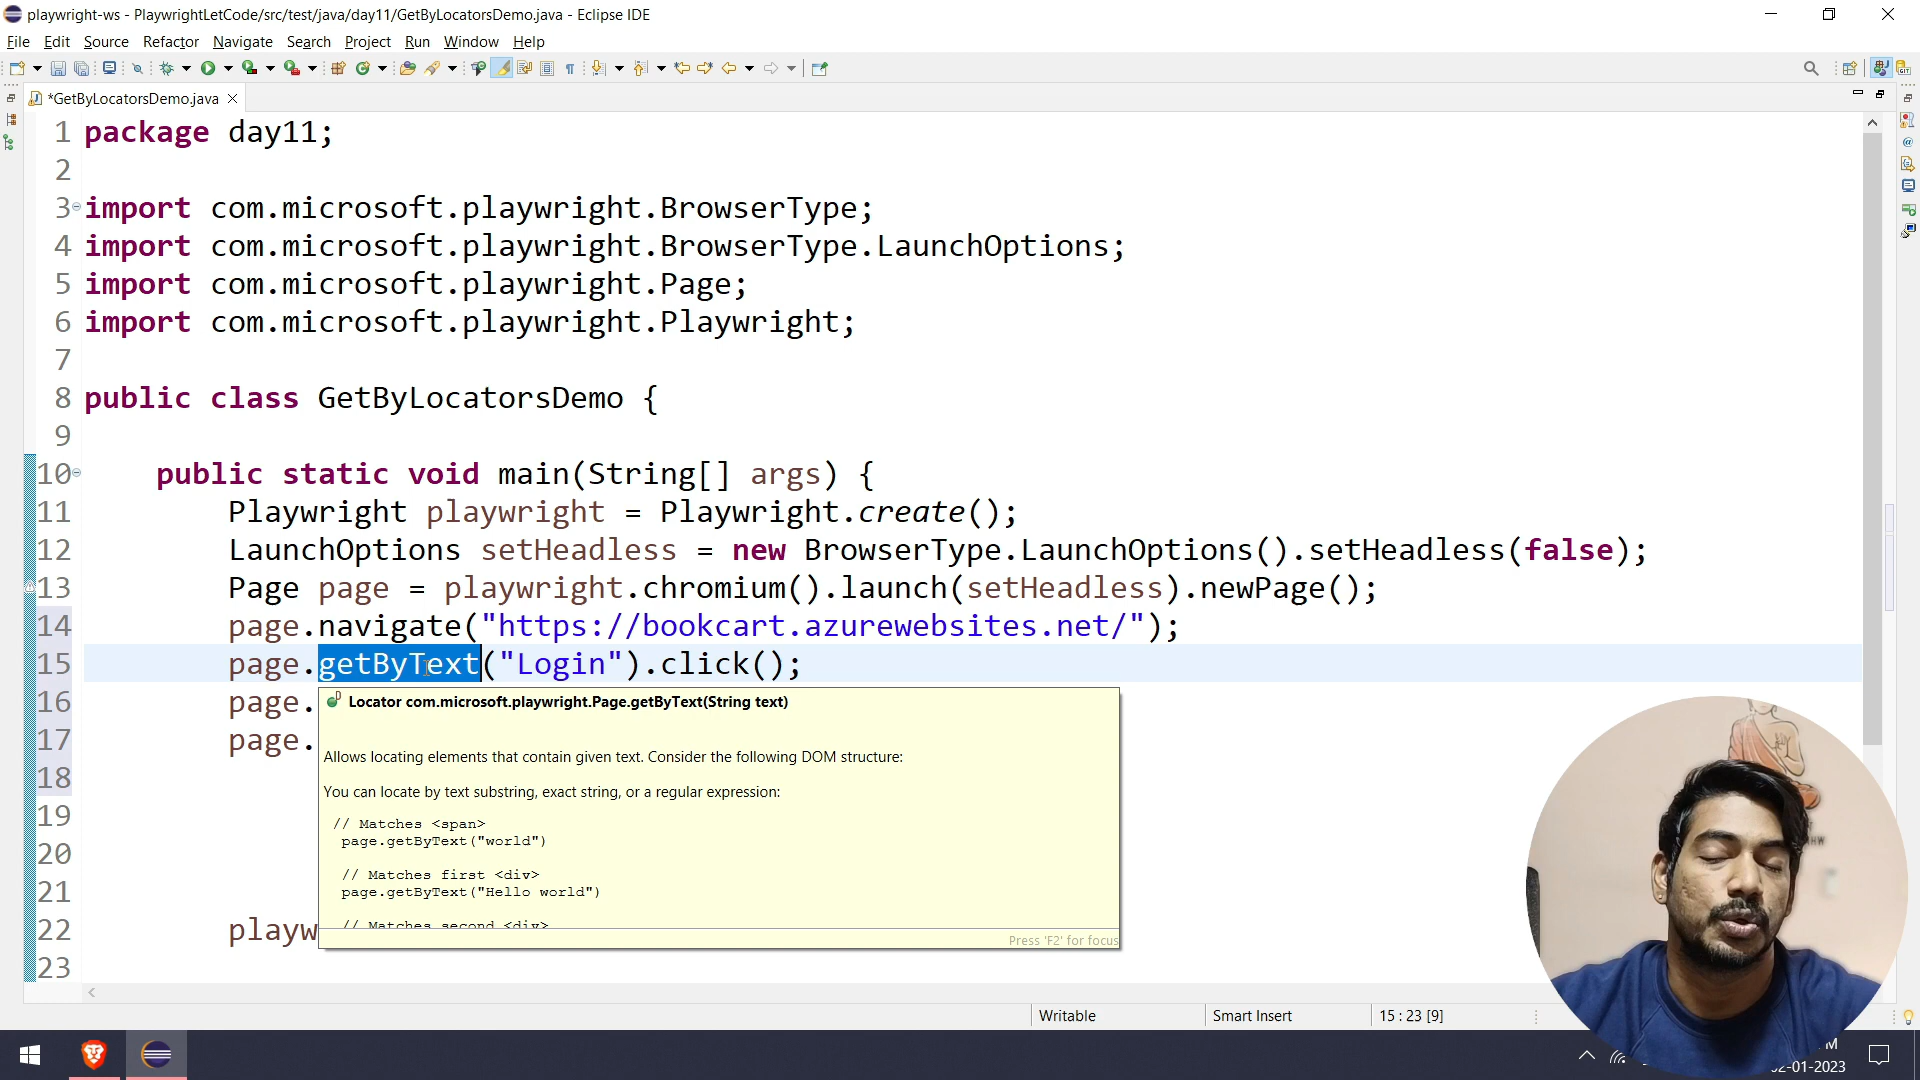 playwright-ws - PlaywrightLetCode/src/test/java/day11/GetByLocatorsDemo.java - Eclipse IDE
File Edit Source Refactor Navigate Search Project Run Window Help
*GetByLocatorsDemo.java
1 package day11;
2
3 import com.microsoft.playwright.BrowserType;
4 import com.microsoft.playwright.BrowserType.LaunchOptions;
5 import com.microsoft.playwright.Page;
6 import com.microsoft.playwright.Playwright;
7
8 public class GetByLocatorsDemo {
9
10 public static void main(String[] args) {
11 Playwright playwright = Playwright.create();
12 LaunchOptions setHeadless = new BrowserType.LaunchOptions().setHeadless(false);
13 Page page = playwright.chromium().launch(setHeadless).newPage();
14 page.navigate("https://bookcart.azurewebsites.net/");
15 page.getByText("Login").click();
16 page.
Locator com.microsoft.playwright.Page.getByText(String text)
17 page.
Allows locating elements that contain given text. Consider the following DOM structure:
18
You can locate by text substring, exact string, or a regular expression:
19
// Matches <span>
page.getByText("world")
20
// Matches first <div>
21
page.getByText("Hello world")
22 playw
// Matches second <div>
Press 'F2' for focus
23
Writable Smart Insert 15 : 23 [9]
M
02-01-2023